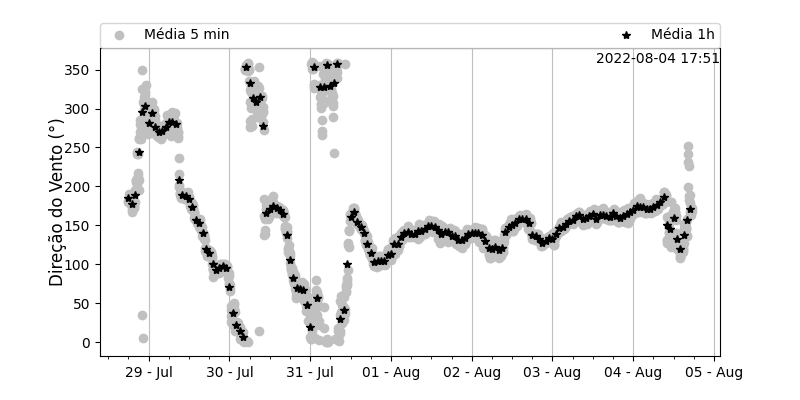 Média 5 min
Média 1h
2022-08-04 17:51
Direção do Vento (°)
350
300
250
200
150
100
50
0
29 - Jul
30 - Jul
31 - Jul
01 - Aug
02 - Aug
03 - Aug
04 - Aug
05 - Aug